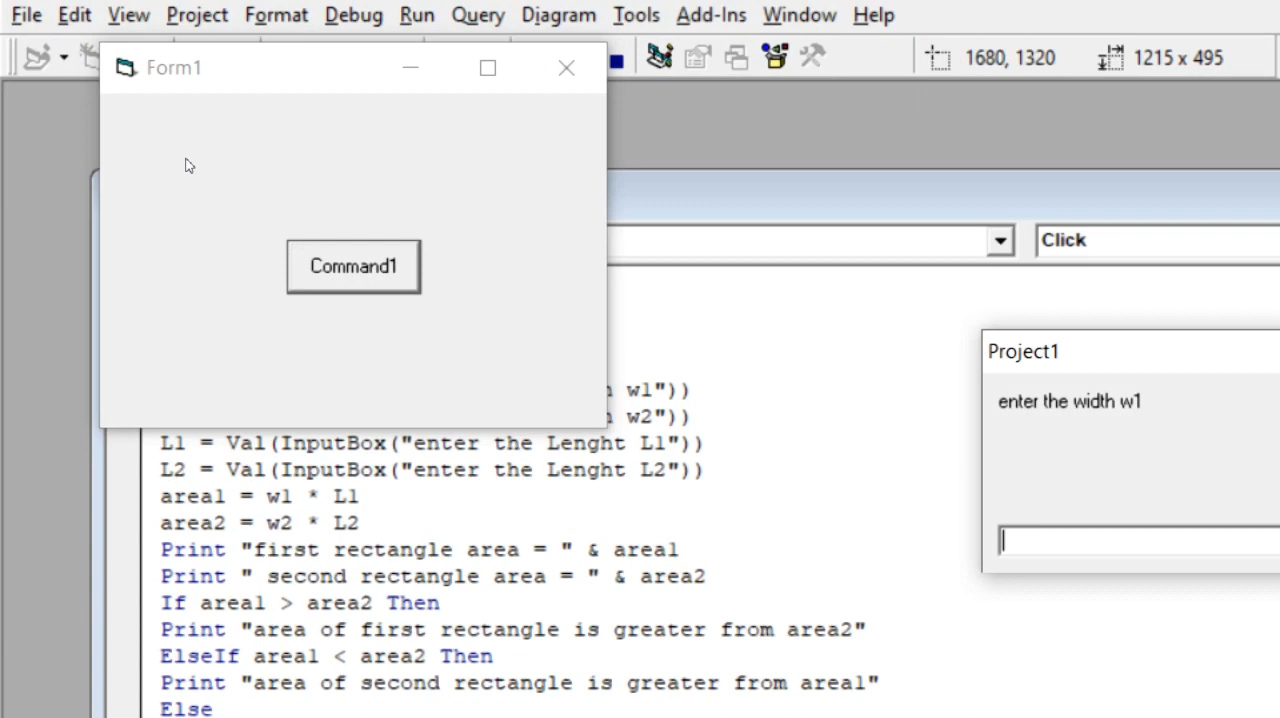 File Edit View Project Format Debug Run Query Diagram Tools Add-Ins Window Help
Form1
1680, 1320
1215 x 495
Click
Command1
Project1
enter the width w1
w1"))
w2"))
L1 = Val(InputBox("enter the Lenght L1"))
L2 = Val(InputBox("enter the Lenght L2"))
area1 = w1 * L1
area2 = w2 * L2
Print "first rectangle area = " & area1
Print " second rectangle area = " & area2
If area1 > area2 Then
Print "area of first rectangle is greater from area2"
ElseIf area1 < area2 Then
Print "area of second rectangle is greater from area1"
Else